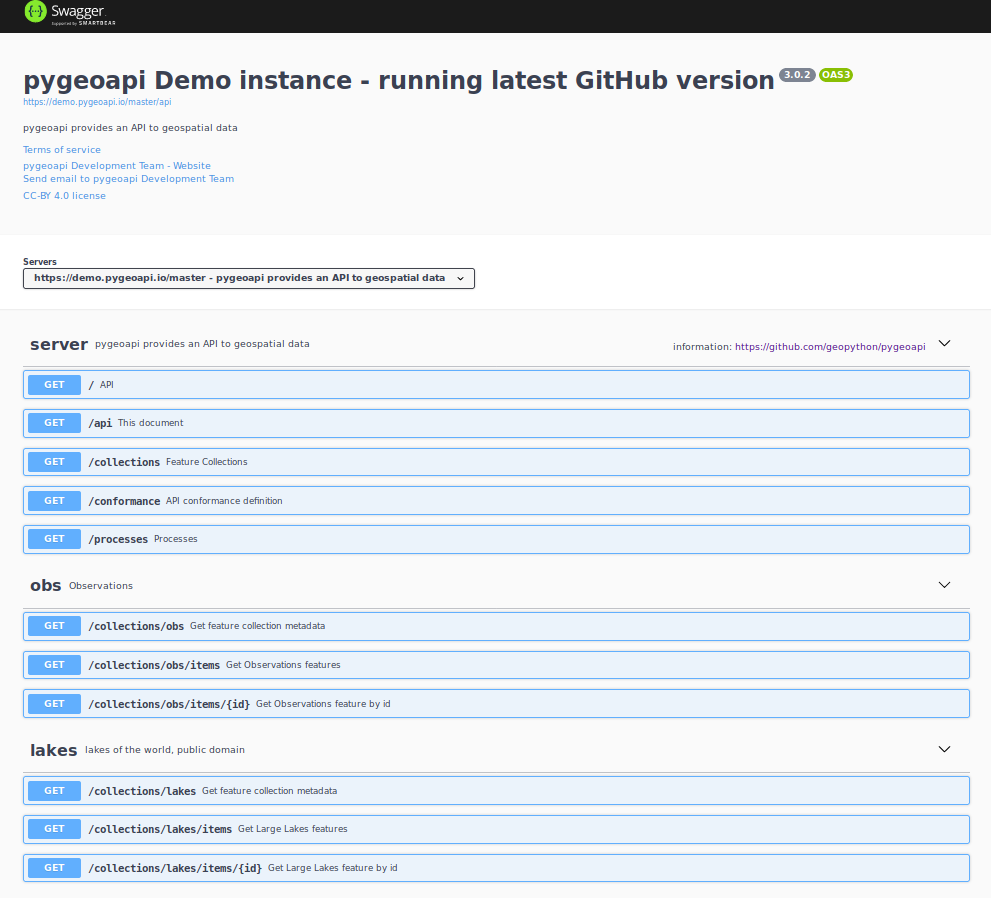 Swagger
Supported by SMARTBEAR
pygeoapi Demo instance - running latest GitHub version 3.0.2 OAS3
https://demo.pygeoapi.io/master/api
pygeoapi provides an API to geospatial data
Terms of service
pygeoapi Development Team - Website
Send email to pygeoapi Development Team
CC-BY 4.0 license
Servers
https://demo.pygeoapi.io/master - pygeoapi provides an API to geospatial data
server pygeoapi provides an API to geospatial data information: https://github.com/geopython/pygeoapi
GET / API
GET /api This document
GET /collections Feature Collections
GET /conformance API conformance definition
GET /processes Processes
obs Observations
GET /collections/obs Get feature collection metadata
GET /collections/obs/items Get Observations features
GET /collections/obs/items/{id} Get Observations feature by id
lakes lakes of the world, public domain
GET /collections/lakes Get feature collection metadata
GET /collections/lakes/items Get Large Lakes features
GET /collections/lakes/items/{id} Get Large Lakes feature by id